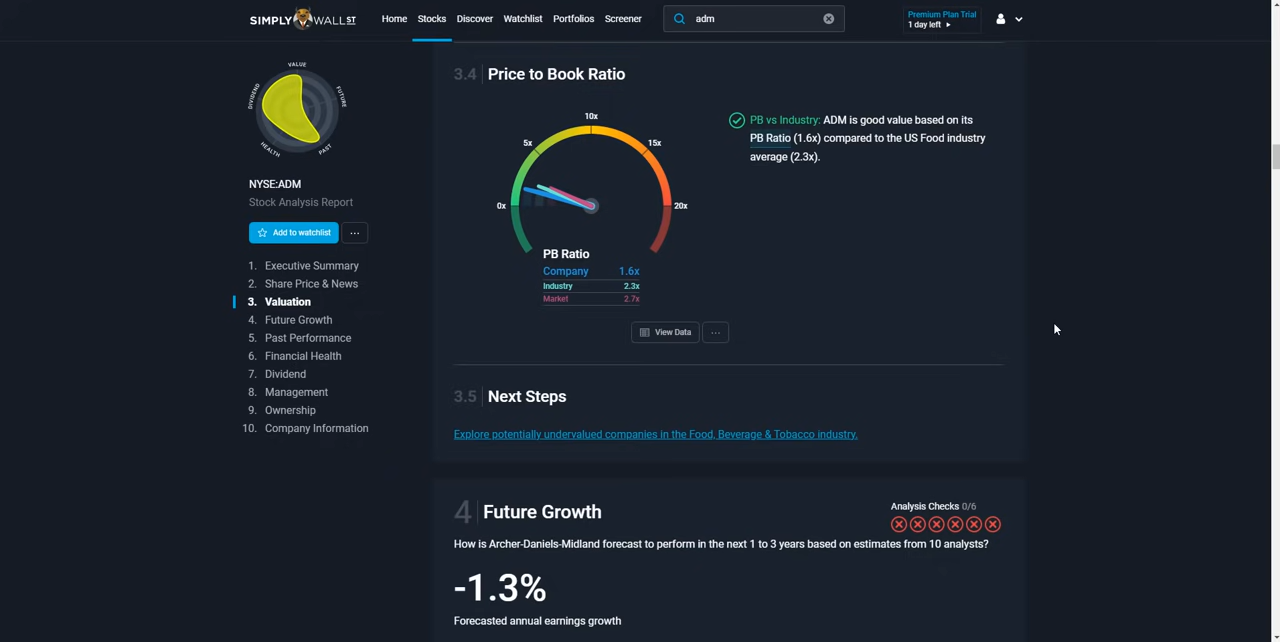 SIMPLY WALL ST
Home Stocks Discover Watchlist Portfolios Screener
adm
Premium Plan Trial
1 day left
VALUE
FUTURE
PAST
HEALTH
DIVIDEND
NYSE:ADM
Stock Analysis Report
Add to watchlist ...
1. Executive Summary
2. Share Price & News
3. Valuation
4. Future Growth
5. Past Performance
6. Financial Health
7. Dividend
8. Management
9. Ownership
10. Company Information
3.4 Price to Book Ratio
0x
5x
10x
15x
20x
PB Ratio
Company 1.6x
Industry 2.3x
Market 2.7x
PB vs Industry: ADM is good value based on its
PB Ratio (1.6x) compared to the US Food industry
average (2.3x).
View Data ...
3.5 Next Steps
Explore potentially undervalued companies in the Food, Beverage & Tobacco industry.
4 Future Growth
Analysis Checks 0/6
How is Archer-Daniels-Midland forecast to perform in the next 1 to 3 years based on estimates from 10 analysts?
-1.3%
Forecasted annual earnings growth